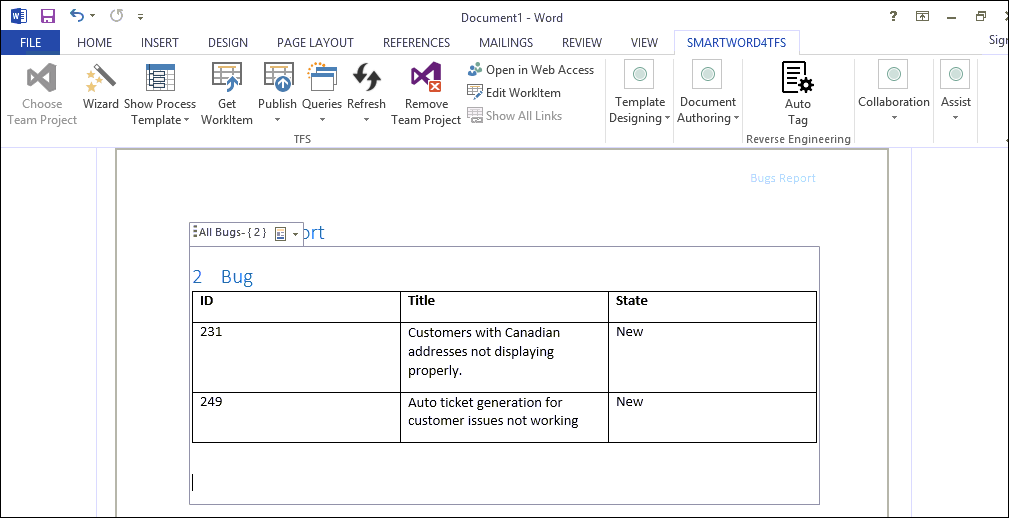 Document1 - Word
?
FILE HOME INSERT DESIGN PAGE LAYOUT REFERENCES MAILINGS REVIEW VIEW SMARTWORD4TFS Sign
Choose
Team Project
Wizard
Show Process
Template
Get
WorkItem
Publish
Queries
Refresh
Remove
Team Project
Open in Web Access
Edit WorkItem
Show All Links
TFS
Template
Designing
Document
Authoring
Auto
Tag
Reverse Engineering
Collaboration
Assist
Bugs Report
All Bugs- { 2 }
ort
2 Bug
ID Title State
231 Customers with Canadian New
addresses not displaying
properly.
249 Auto ticket generation for New
customer issues not working